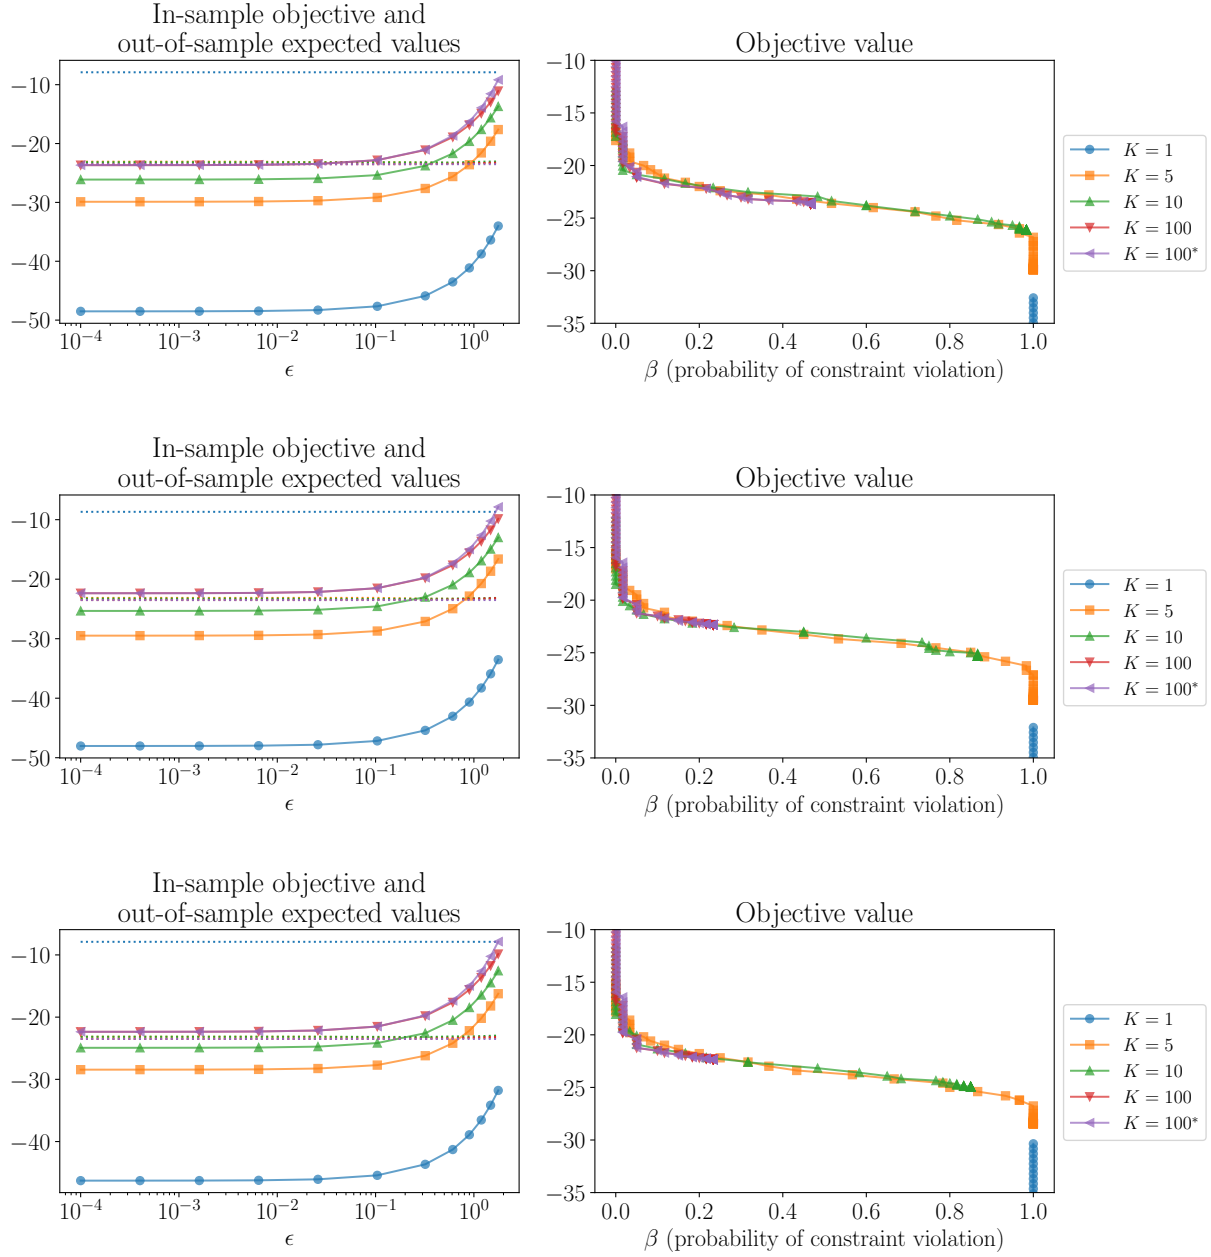 In-sample objective and
out-of-sample expected values
−10
−20
−30
−40
−50
10⁻⁴
10⁻³
10⁻²
10⁻¹
10⁰
ϵ
Objective value
−10
−15
−20
−25
−30
−35
0.0
0.2
0.4
0.6
0.8
1.0
β (probability of constraint violation)
K = 1
K = 5
K = 10
K = 100
K = 100*
In-sample objective and
out-of-sample expected values
−10
−20
−30
−40
−50
10⁻⁴
10⁻³
10⁻²
10⁻¹
10⁰
ϵ
Objective value
−10
−15
−20
−25
−30
−35
0.0
0.2
0.4
0.6
0.8
1.0
β (probability of constraint violation)
K = 1
K = 5
K = 10
K = 100
K = 100*
In-sample objective and
out-of-sample expected values
−10
−20
−30
−40
10⁻⁴
10⁻³
10⁻²
10⁻¹
10⁰
ϵ
Objective value
−10
−15
−20
−25
−30
−35
0.0
0.2
0.4
0.6
0.8
1.0
β (probability of constraint violation)
K = 1
K = 5
K = 10
K = 100
K = 100*